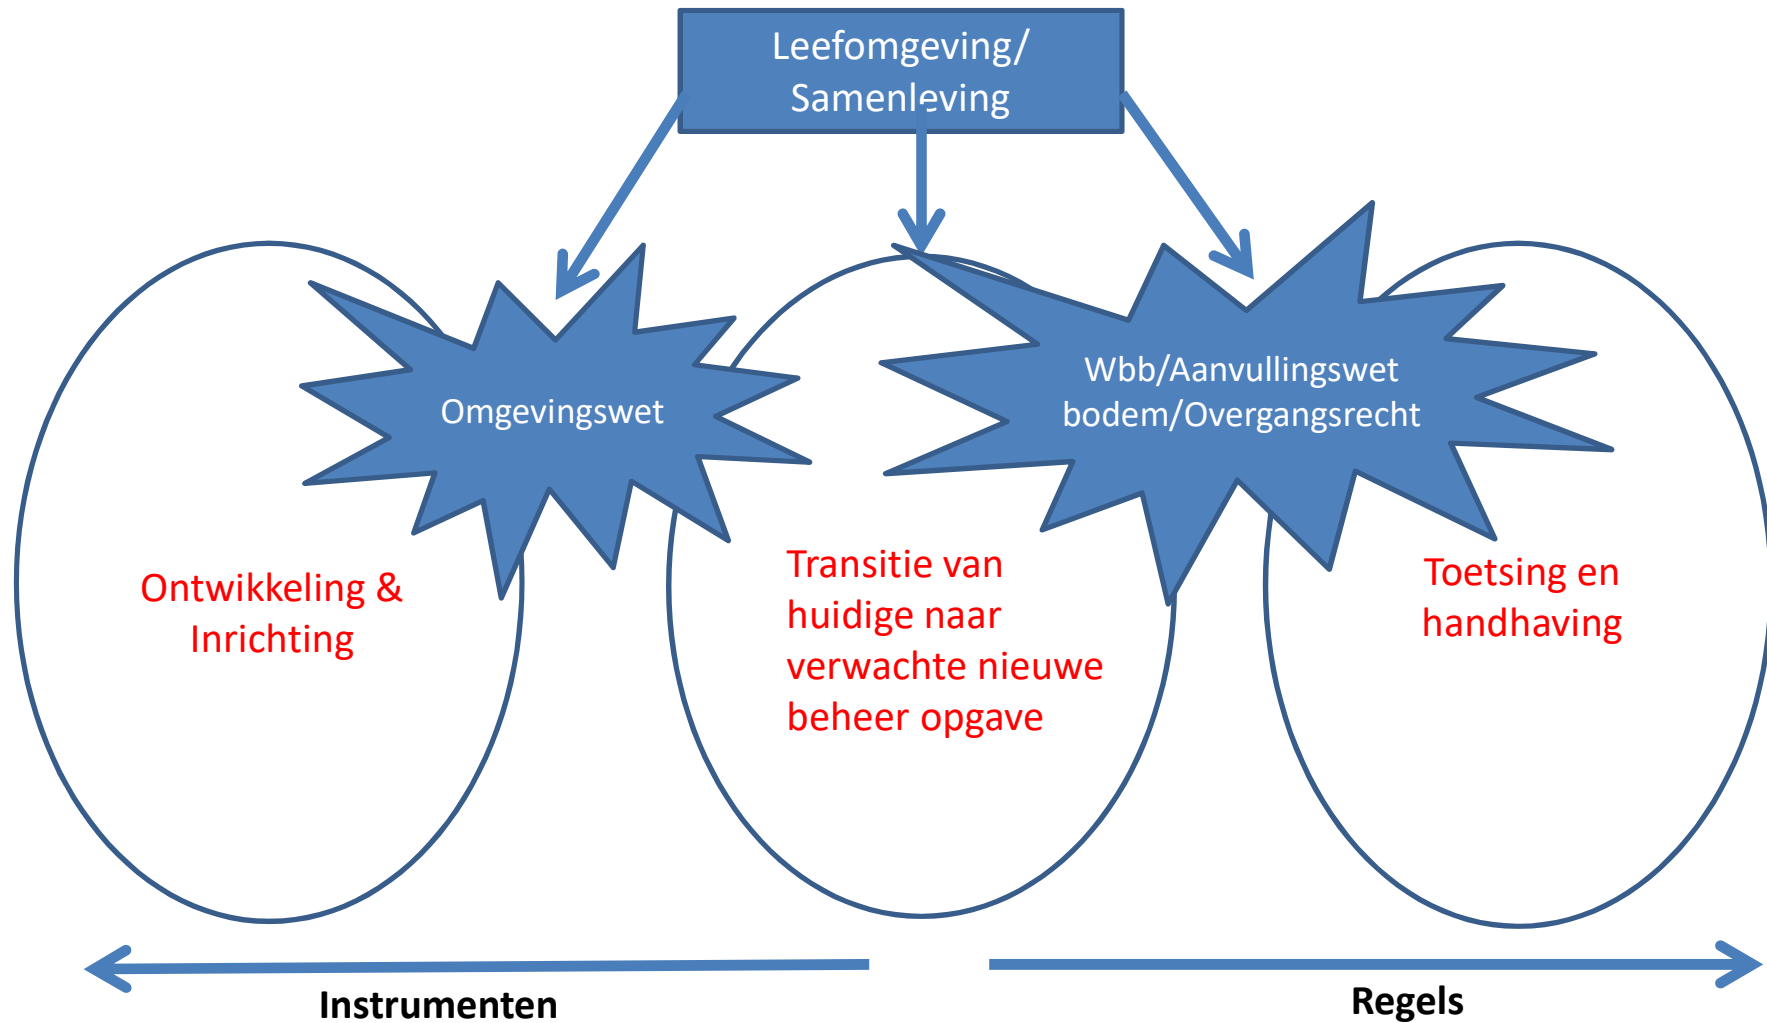 Leefomgeving/
Samenleving
Omgevingswet
Wbb/Aanvullingswet
bodem/Overgangsrecht
Ontwikkeling &
Inrichting
Transitie van
huidige naar
verwachte nieuwe
beheer opgave
Toetsing en
handhaving
Instrumenten
Regels